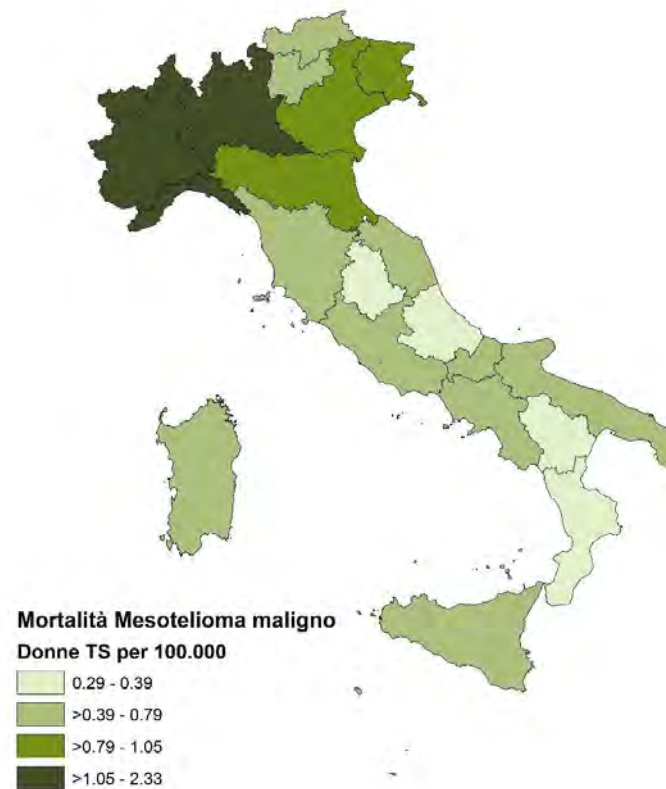 Mortalità Mesotelioma maligno
Donne TS per 100.000
0.29 - 0.39
>0.39 - 0.79
>0.79 - 1.05
>1.05 - 2.33